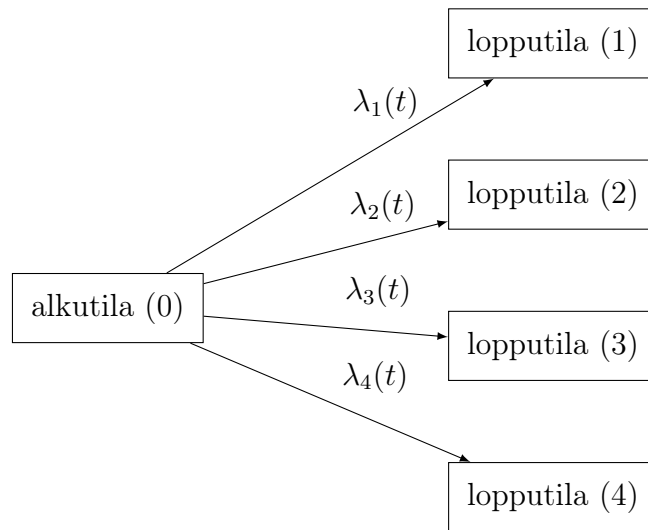 lopputila (1)
λ₁(t)
lopputila (2)
λ₂(t)
alkutila (0)
λ₃(t)
lopputila (3)
λ₄(t)
lopputila (4)